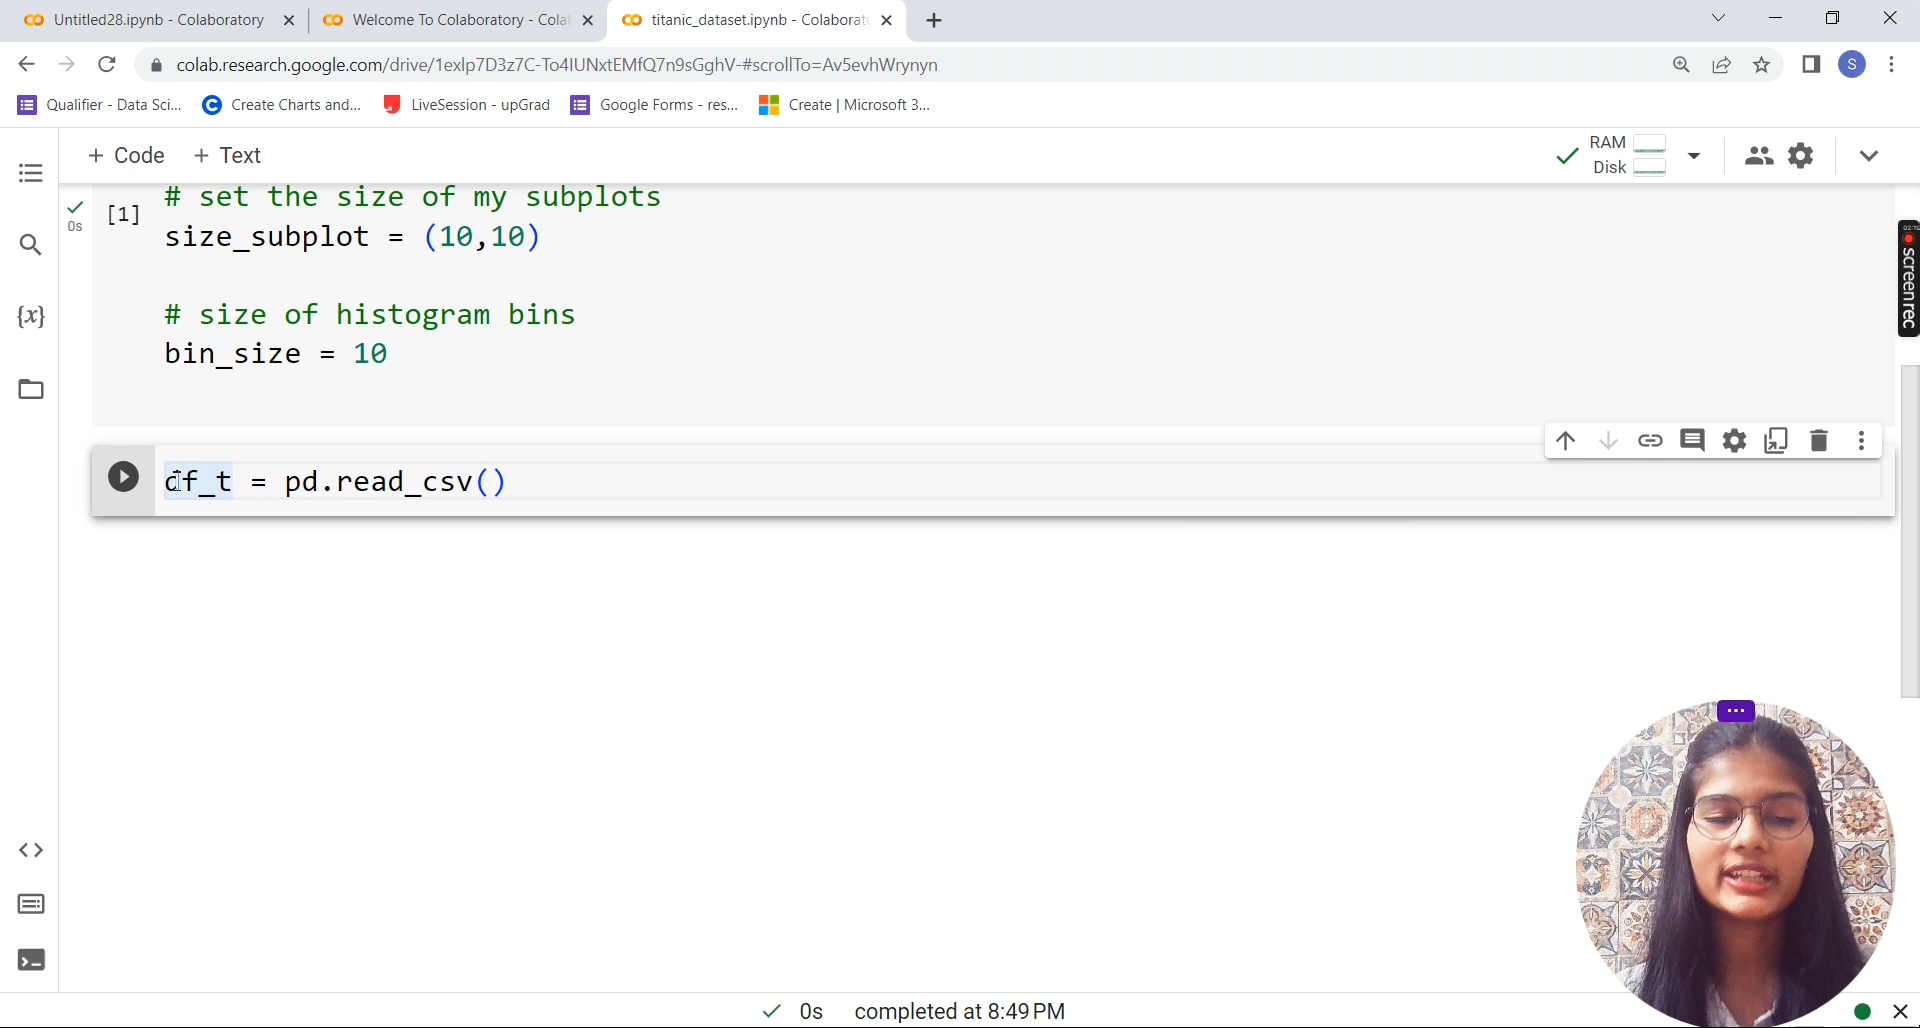 Untitled28.ipynb - Colaboratory
Welcome To Colaboratory - Cola
titanic_dataset.ipynb - Colaborato
colab.research.google.com/drive/1exlp7D3z7C-To4IUNxtEMfQ7n9sGghV-#scrollTo=Av5evhWrynyn
S
Qualifier - Data Sci...
Create Charts and...
LiveSession - upGrad
Google Forms - res...
Create | Microsoft 3...
+ Code
+ Text
RAM
Disk
[1]
0s
# set the size of my subplots
size_subplot = (10,10)
# size of histogram bins
bin_size = 10
df_t = pd.read_csv()
screenrec
0s completed at 8:49 PM